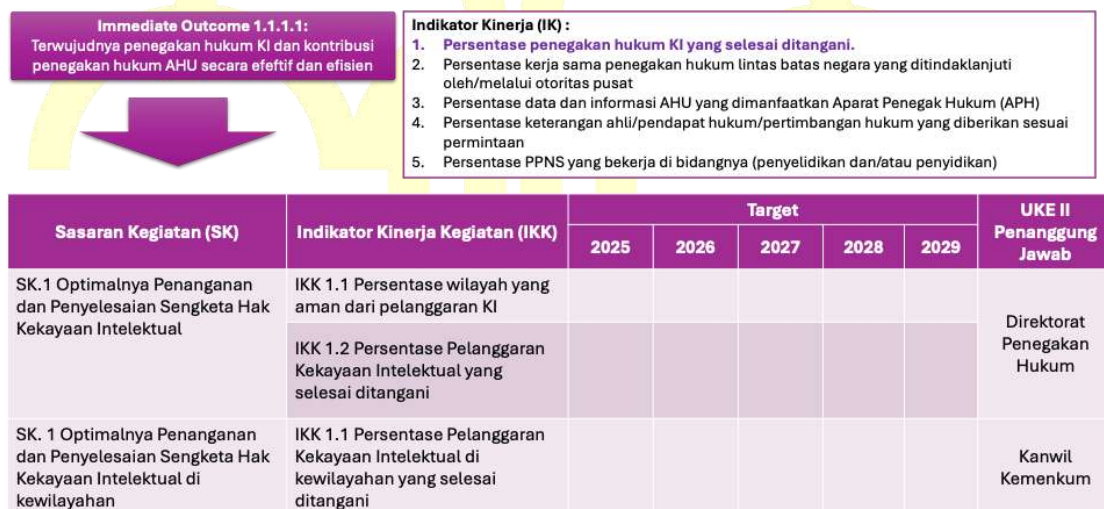 Immediate Outcome 1.1.1.1:
Terwujudnya penegakan hukum KI dan kontribusi
penegakan hukum AHU secara efektif dan efisien
Indikator Kinerja (IK) :
1. Persentase penegakan hukum KI yang selesai ditangani.
2. Persentase kerja sama penegakan hukum lintas batas negara yang ditindaklanjuti
oleh/melalui otoritas pusat
3. Persentase data dan informasi AHU yang dimanfaatkan Aparat Penegak Hukum (APH)
4. Persentase keterangan ahli/pendapat hukum/pertimbangan hukum yang diberikan sesuai
permintaan
5. Persentase PPNS yang bekerja di bidangnya (penyelidikan dan/atau penyidikan)
Sasaran Kegiatan (SK)
Indikator Kinerja Kegiatan (IKK)
Target
2025 2026 2027 2028 2029
UKE II
Penanggung
Jawab
SK.1 Optimalnya Penanganan
dan Penyelesaian Sengketa Hak
Kekayaan Intelektual
IKK 1.1 Persentase wilayah yang
aman dari pelanggaran KI
IKK 1.2 Persentase Pelanggaran
Kekayaan Intelektual yang
selesai ditangani
Direktorat
Penegakan
Hukum
SK. 1 Optimalnya Penanganan
dan Penyelesaian Sengketa Hak
Kekayaan Intelektual di
kewilayahan
IKK 1.1 Persentase Pelanggaran
Kekayaan Intelektual di
kewilayahan yang selesai
ditangani
Kanwil
Kemenkum